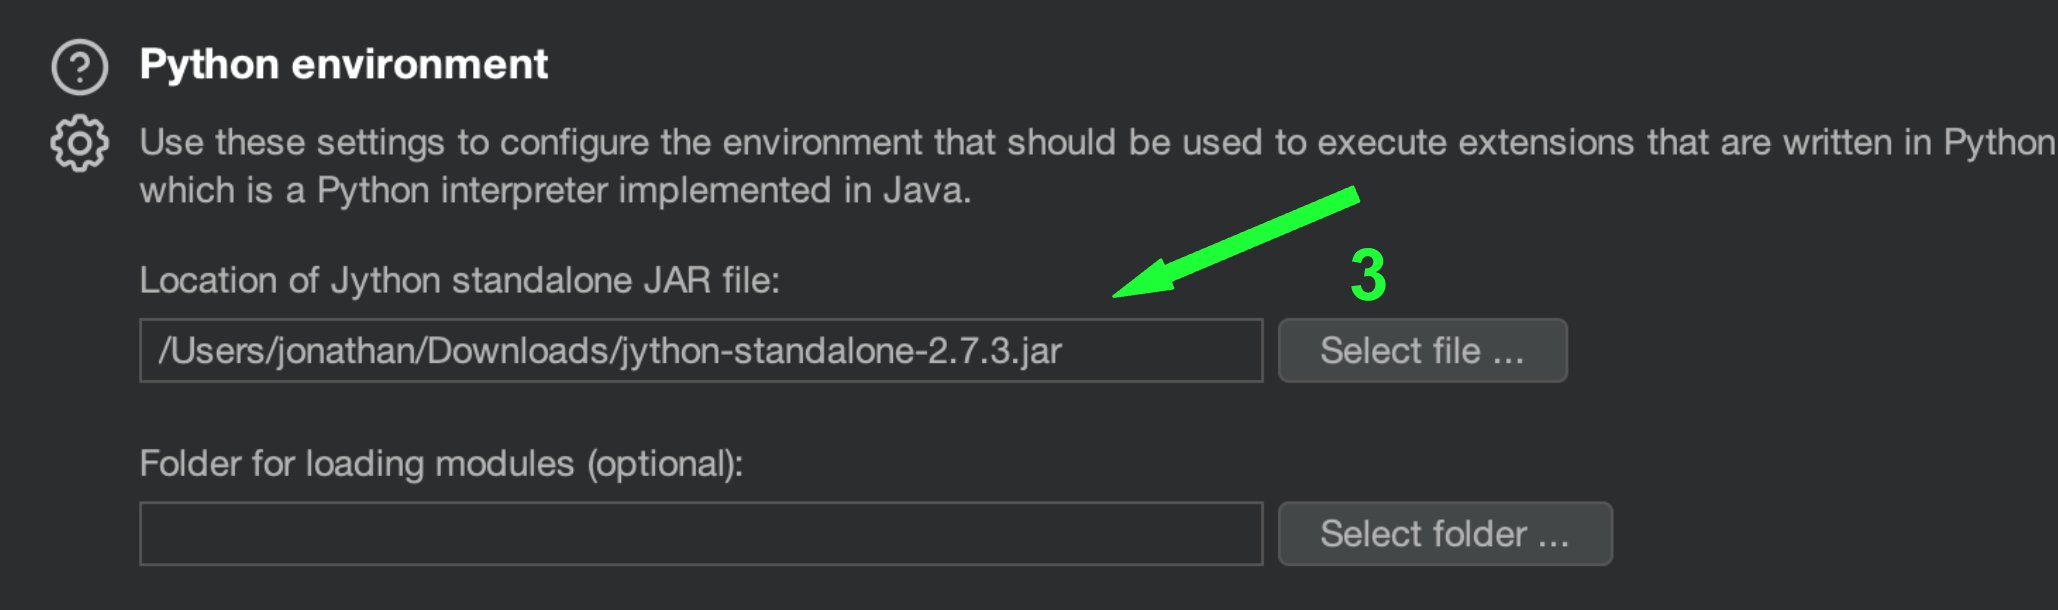 Python environment
Use these settings to configure the environment that should be used to execute extensions that are written in Python
which is a Python interpreter implemented in Java.
3
Location of Jython standalone JAR file:
/Users/jonathan/Downloads/jython-standalone-2.7.3.jar
Select file ...
Folder for loading modules (optional):
Select folder ...